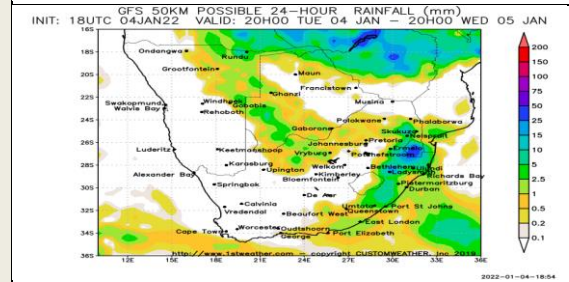 GFS 50KM POSSIBLE 24-HOUR RAINFALL (mm)
INIT: 18UTC 04JAN22 VALID: 20H00 TUE 04 JAN - 20H00 WED 05 JAN
16S
18S
20S
22S
24S
26S
28S
30S
32S
34S
36S
12E 15E 18E 21E 24E 27E 30E 33E 36E
Ondangwa
Rundu
Grootfontein
Maun
Francistown
Ghanzi
Musina
Swakopmund
Windhoek
Gobabis
Walvis Bay
Rehoboth
Polokwane
Phalaborwa
Gaborone
Skukuza
Nelspruit
Johannesburg
Pretoria
Ermelo
Luderitz
Keetmanshoop
Vryburg
Potchefstroom
Karasburg
Upington
Welkom
Bethlehem
Ladysmith
Alexander Bay
Kimberley
Bloemfontein
Richards Bay
Springbok
Pietermaritzburg
Durban
De Aar
Calvinia
Vredendal
Beaufort West
Umtata
Port St Johns
Queenstown
East London
Cape Town
Worcester
Oudtshoorn
George
Port Elizabeth
http://www.1stweather.com - copyright CUSTOMWEATHER, Inc
200
150
100
75
50
25
15
10
5
2.5
1
0.5
0.2
0.1
2022-01-04-18:54